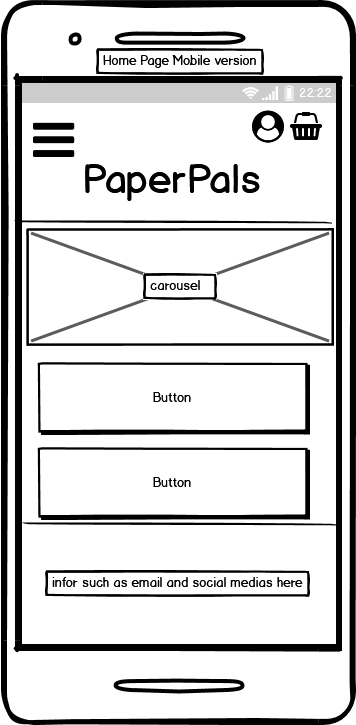 Home Page Mobile version
22:22
PaperPals
carousel
Button
Button
infor such as email and social medias here